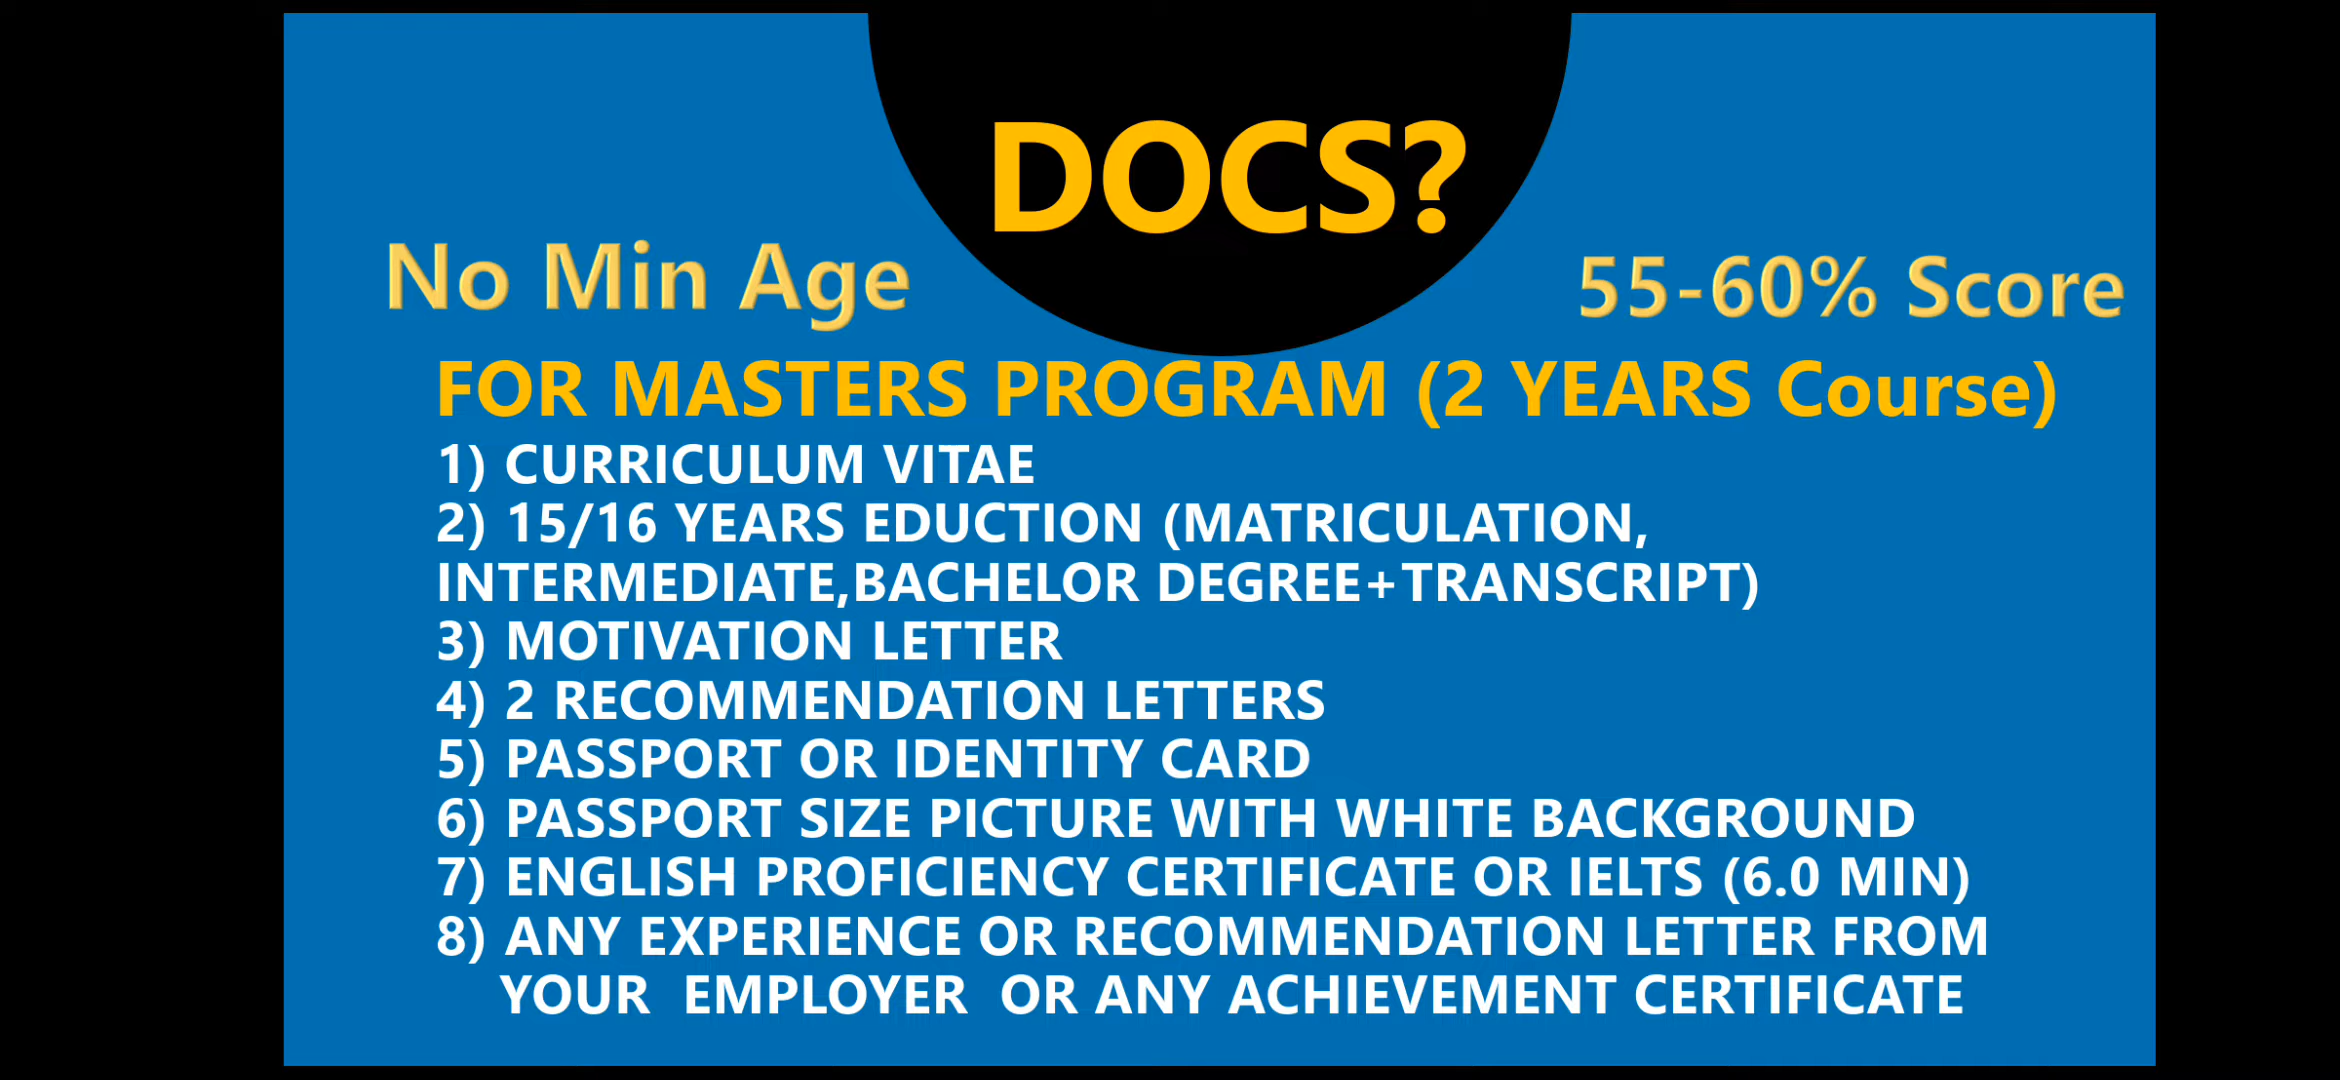 DOCS?
No Min Age
55-60% Score
FOR MASTERS PROGRAM (2 YEARS Course)
1) CURRICULUM VITAE
2) 15/16 YEARS EDUCTION (MATRICULATION,
INTERMEDIATE,BACHELOR DEGREE+TRANSCRIPT)
3) MOTIVATION LETTER
4) 2 RECOMMENDATION LETTERS
5) PASSPORT OR IDENTITY CARD
6) PASSPORT SIZE PICTURE WITH WHITE BACKGROUND
7) ENGLISH PROFICIENCY CERTIFICATE OR IELTS (6.0 MIN)
8) ANY EXPERIENCE OR RECOMMENDATION LETTER FROM
YOUR EMPLOYER OR ANY ACHIEVEMENT CERTIFICATE